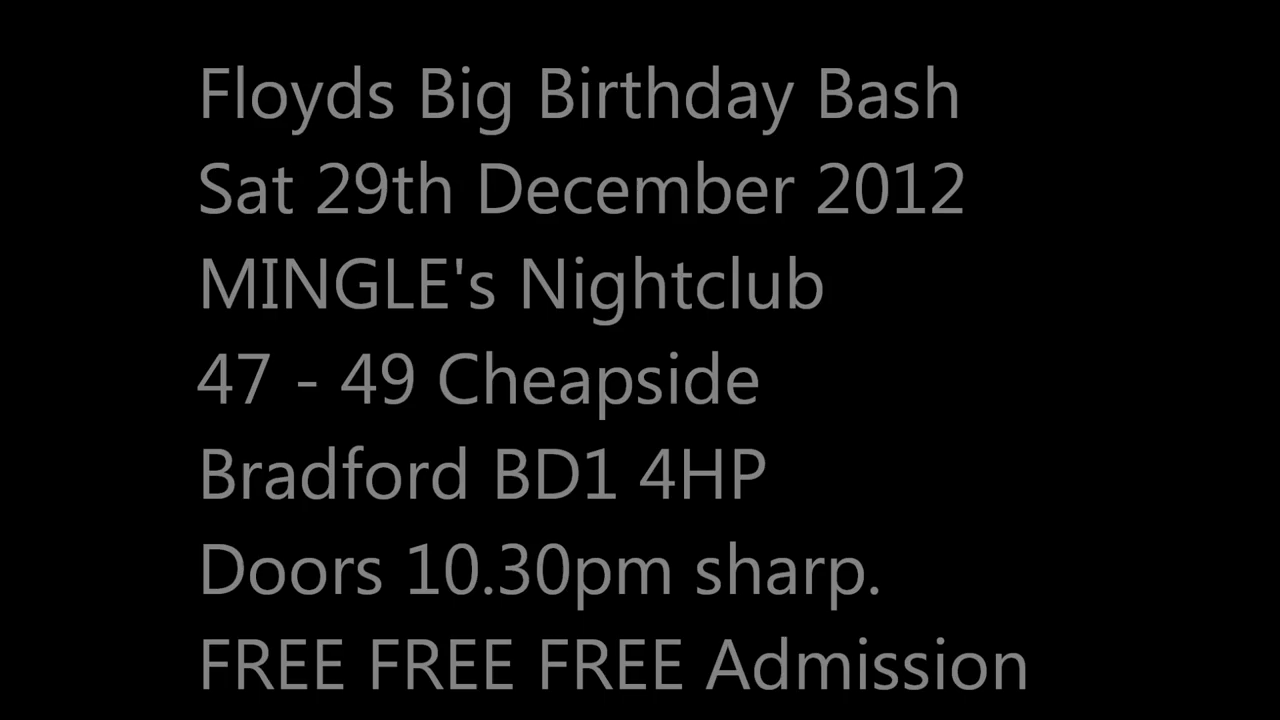 Floyds Big Birthday Bash
Sat 29th December 2012
MINGLE's Nightclub
47 - 49 Cheapside
Bradford BD1 4HP
Doors 10.30pm sharp.
FREE FREE FREE Admission